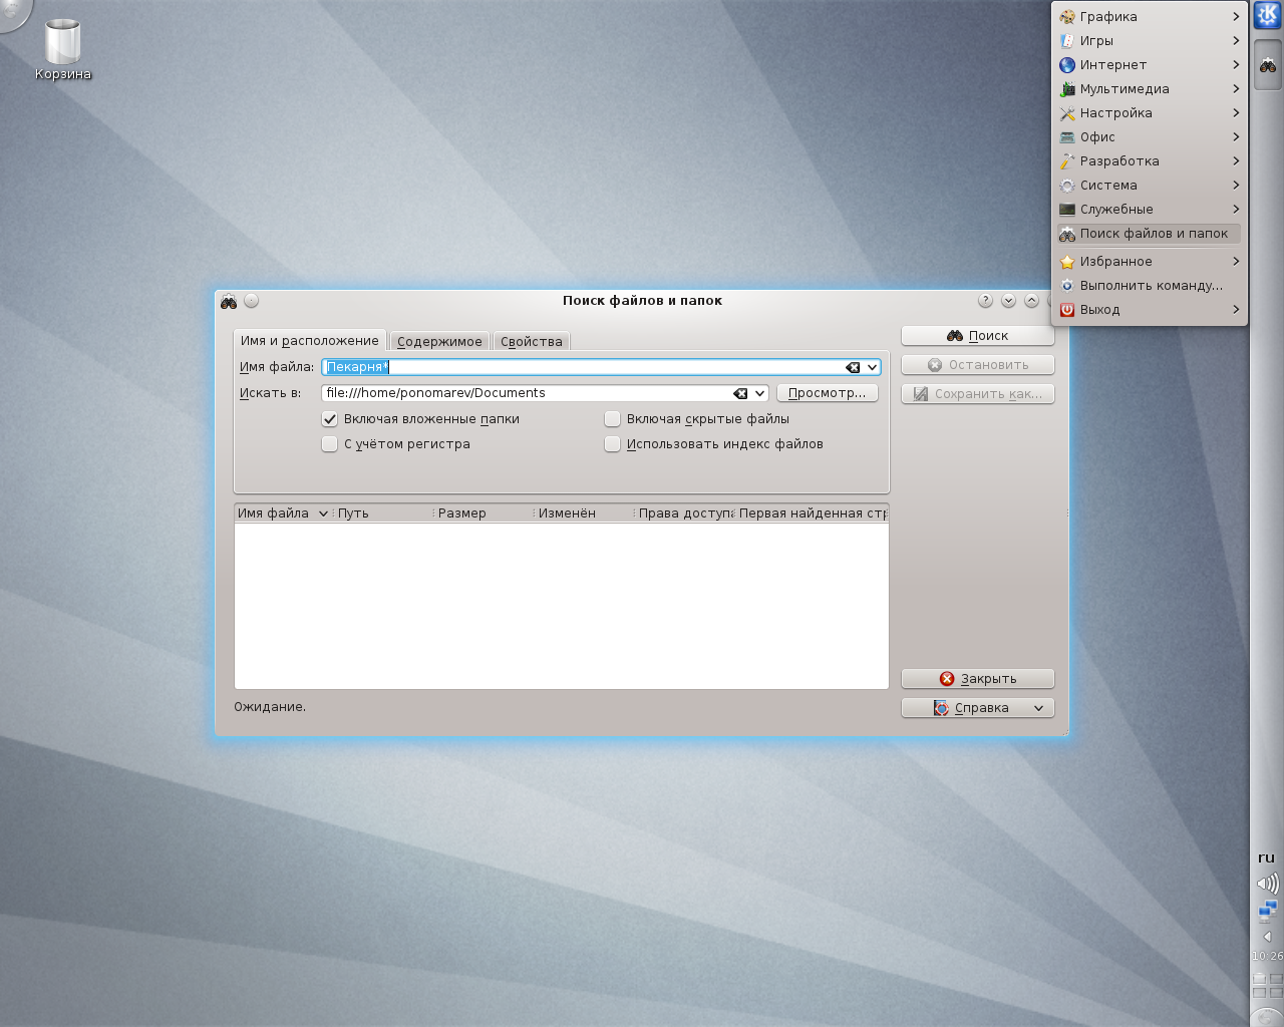 Корзина
Графика
Игры
Интернет
Мультимедиа
Настройка
Офис
Разработка
Система
Служебные
Поиск файлов и папок
Избранное
Выполнить команду...
Выход
Поиск файлов и папок
Имя и расположение Содержимое Свойства
Имя файла: Пекарня*
Искать в: file:///home/ponomarev/Documents Просмотр...
Включая вложенные папки Включая скрытые файлы
С учётом регистра Использовать индекс файлов
Поиск
Остановить
Сохранить как...
Имя файла Путь Размер Изменён Права доступа Первая найденная стр
Ожидание.
Закрыть
Справка
ru
10:26